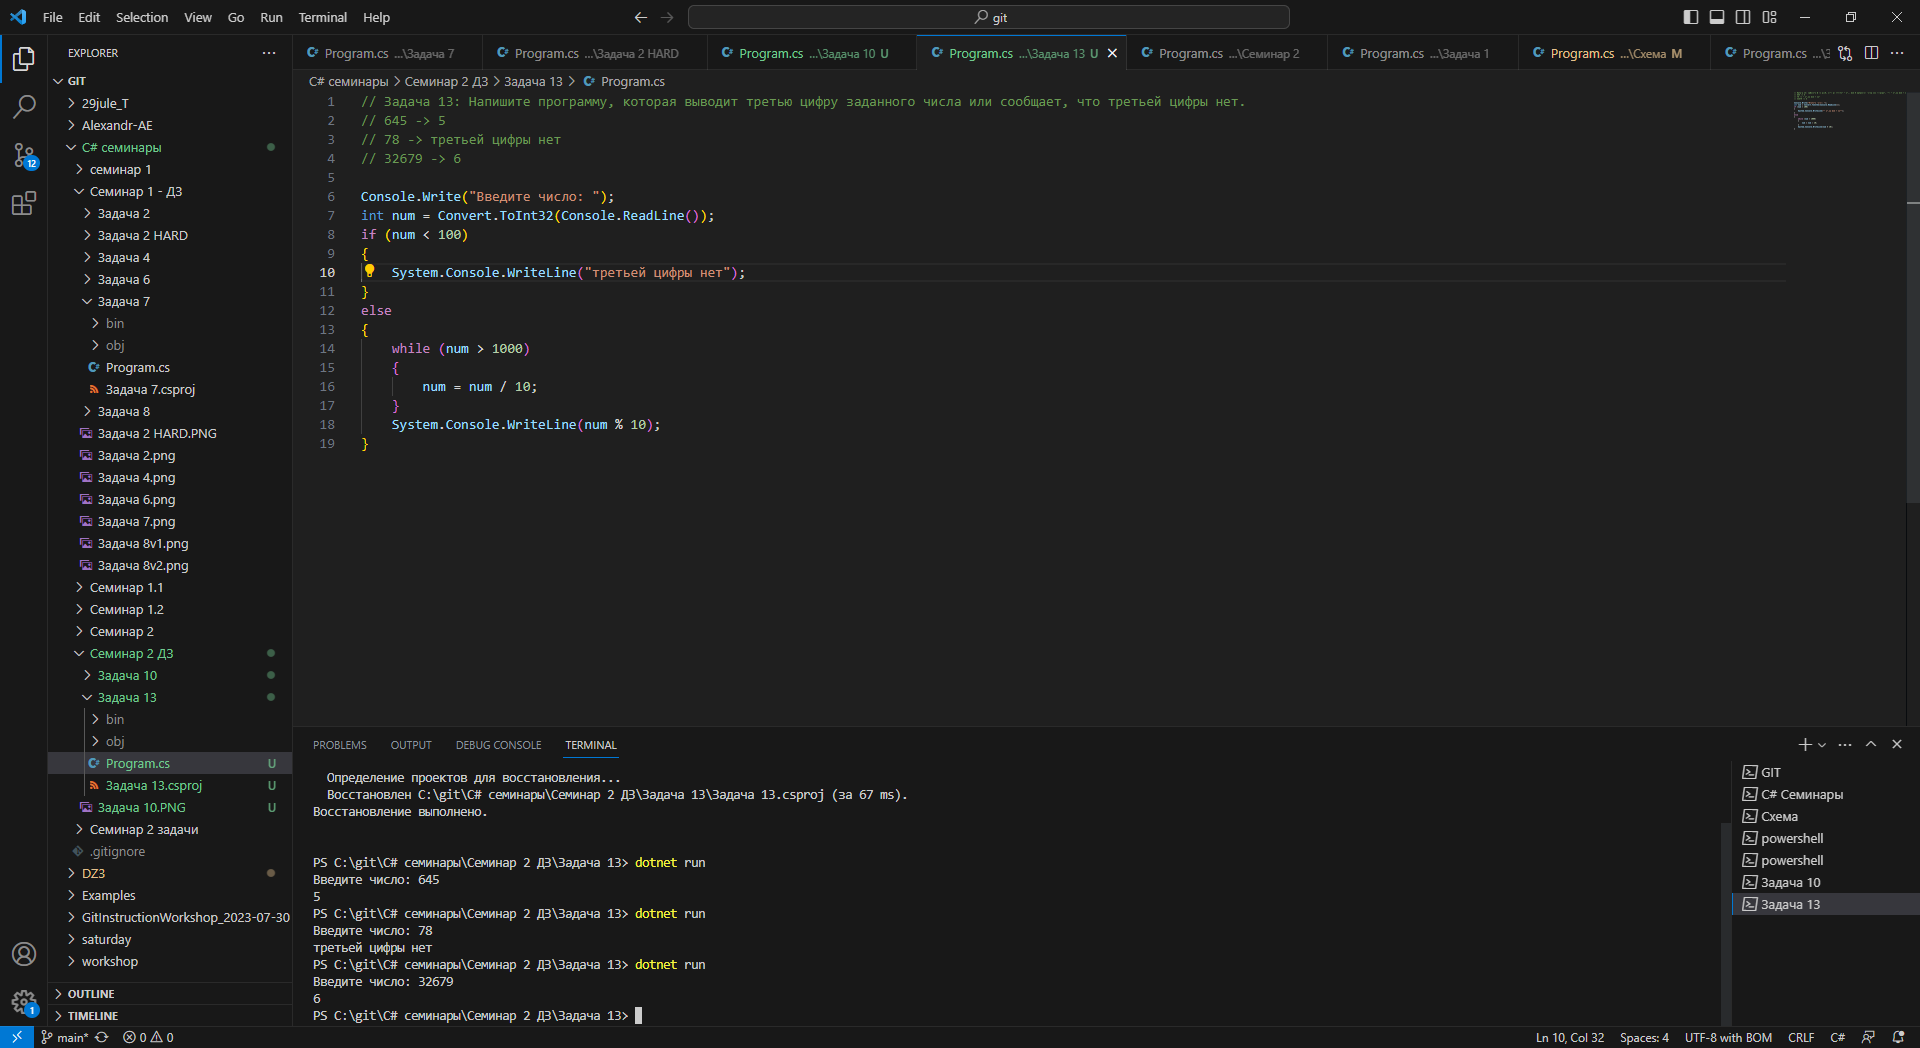 File Edit Selection View Go Run Terminal Help
git
EXPLORER
GIT
29jule_T
Alexandr-AE
C# семинары
семинар 1
Семинар 1 - ДЗ
Задача 2
Задача 2 HARD
Задача 4
Задача 6
Задача 7
bin
obj
Program.cs
Задача 7.csproj
Задача 8
Задача 2 HARD.PNG
Задача 2.png
Задача 4.png
Задача 6.png
Задача 7.png
Задача 8v1.png
Задача 8v2.png
Семинар 1.1
Семинар 1.2
Семинар 2
Семинар 2 ДЗ
Задача 10
Задача 13
bin
obj
Program.cs U
Задача 13.csproj U
Задача 10.PNG U
Семинар 2 задачи
.gitignore
DZ3
Examples
GitInstructionWorkshop_2023-07-30
saturday
workshop
OUTLINE
TIMELINE
12
1
Program.cs ...\Задача 7
Program.cs ...\Задача 2 HARD
Program.cs ...\Задача 10 U
Program.cs ...\Задача 13 U
Program.cs ...\Семинар 2
Program.cs ...\Задача 1
Program.cs ...\Схема M
Program.cs
C# семинары > Семинар 2 ДЗ > Задача 13 > Program.cs
1 // Задача 13: Напишите программу, которая выводит третью цифру заданного числа или сообщает, что третьей цифры нет.
2 // 645 -> 5
3 // 78 -> третьей цифры нет
4 // 32679 -> 6
5
6 Console.Write("Введите число: ");
7 int num = Convert.ToInt32(Console.ReadLine());
8 if (num < 100)
9 {
10 System.Console.WriteLine("третьей цифры нет");
11 }
12 else
13 {
14 while (num > 1000)
15 {
16 num = num / 10;
17 }
18 System.Console.WriteLine(num % 10);
19 }
PROBLEMS OUTPUT DEBUG CONSOLE TERMINAL
Определение проектов для восстановления...
Восстановлен C:\git\C# семинары\Семинар 2 ДЗ\Задача 13\Задача 13.csproj (за 67 ms).
Восстановление выполнено.
PS C:\git\C# семинары\Семинар 2 ДЗ\Задача 13> dotnet run
Введите число: 645
5
PS C:\git\C# семинары\Семинар 2 ДЗ\Задача 13> dotnet run
Введите число: 78
третьей цифры нет
PS C:\git\C# семинары\Семинар 2 ДЗ\Задача 13> dotnet run
Введите число: 32679
6
PS C:\git\C# семинары\Семинар 2 ДЗ\Задача 13>
GIT
C# Семинары
Схема
powershell
powershell
Задача 10
Задача 13
main* 0 0
Ln 10, Col 32 Spaces: 4 UTF-8 with BOM CRLF C#